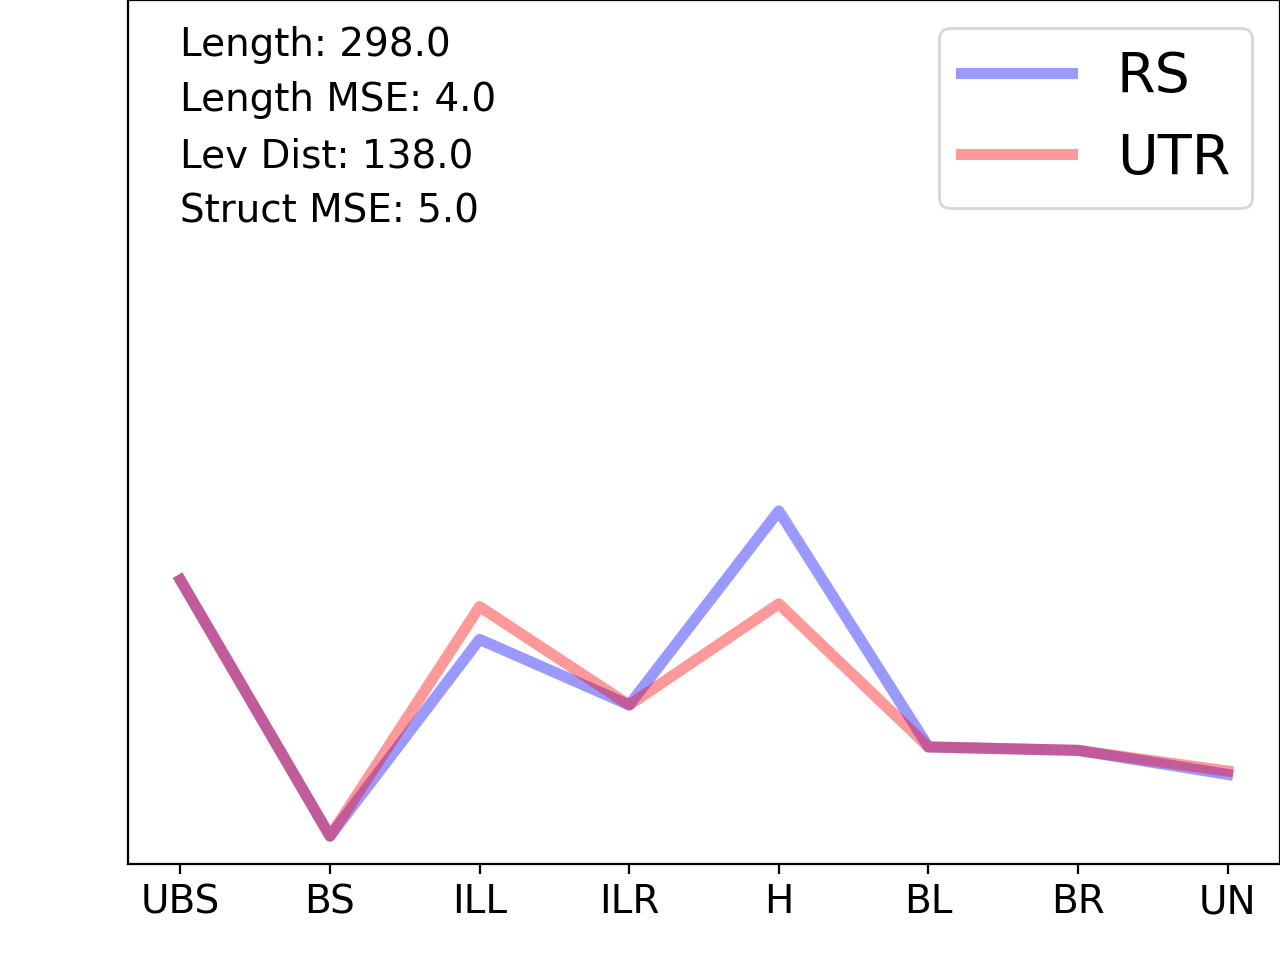 Length: 298.0
Length MSE: 4.0
Lev Dist: 138.0
Struct MSE: 5.0
RS
UTR
UBS BS ILL ILR H BL BR UN